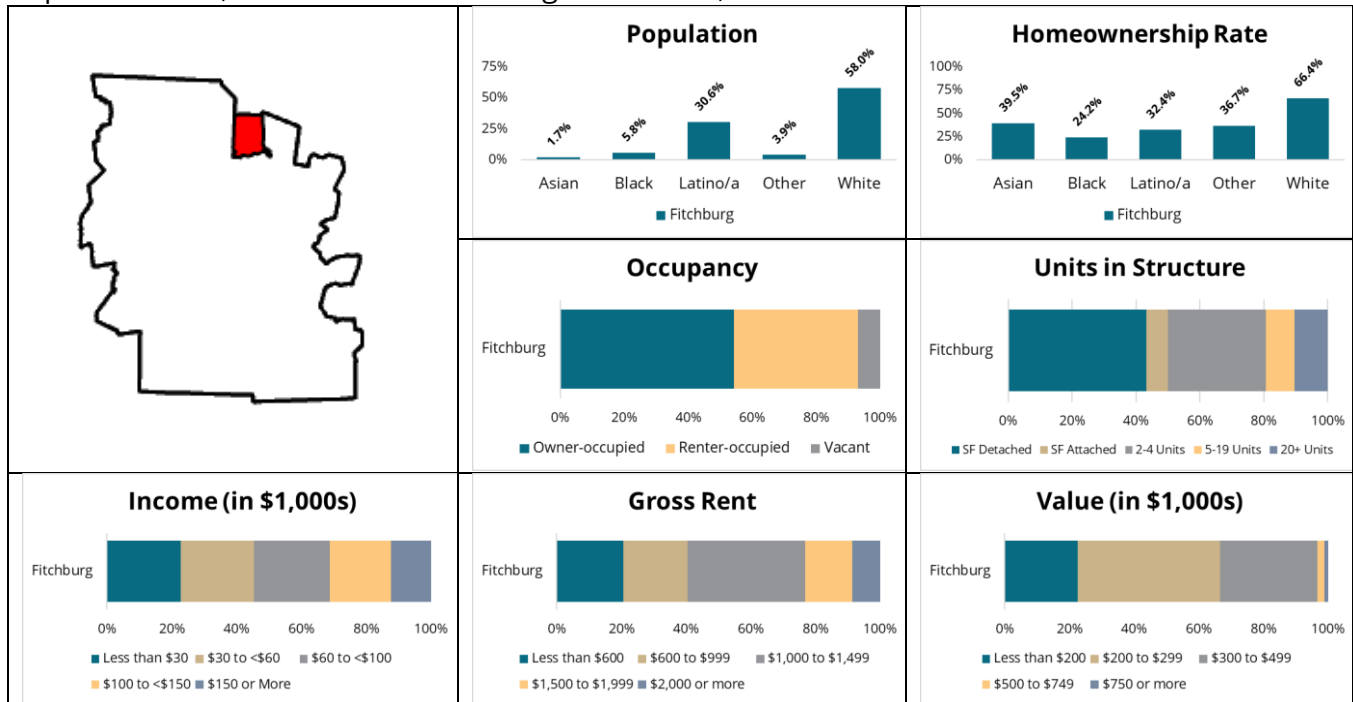 Population
75%
50%
25%
0%
1.7%
5.8%
30.6%
3.9%
58.0%
Asian Black Latino/a Other White
Fitchburg
Homeownership Rate
100%
75%
50%
25%
0%
39.5%
24.2%
32.4%
36.7%
66.4%
Asian Black Latino/a Other White
Fitchburg
Occupancy
Fitchburg
0% 20% 40% 60% 80% 100%
Owner-occupied Renter-occupied Vacant
Units in Structure
Fitchburg
0% 20% 40% 60% 80% 100%
SF Detached SF Attached 2-4 Units 5-19 Units 20+ Units
Income (in $1,000s)
Fitchburg
0% 20% 40% 60% 80% 100%
Less than $30 $30 to <$60 $60 to <$100
$100 to <$150 $150 or More
Gross Rent
Fitchburg
0% 20% 40% 60% 80% 100%
Less than $600 $600 to $999 $1,000 to $1,499
$1,500 to $1,999 $2,000 or more
Value (in $1,000s)
Fitchburg
0% 20% 40% 60% 80% 100%
Less than $200 $200 to $299 $300 to $499
$500 to $749 $750 or more